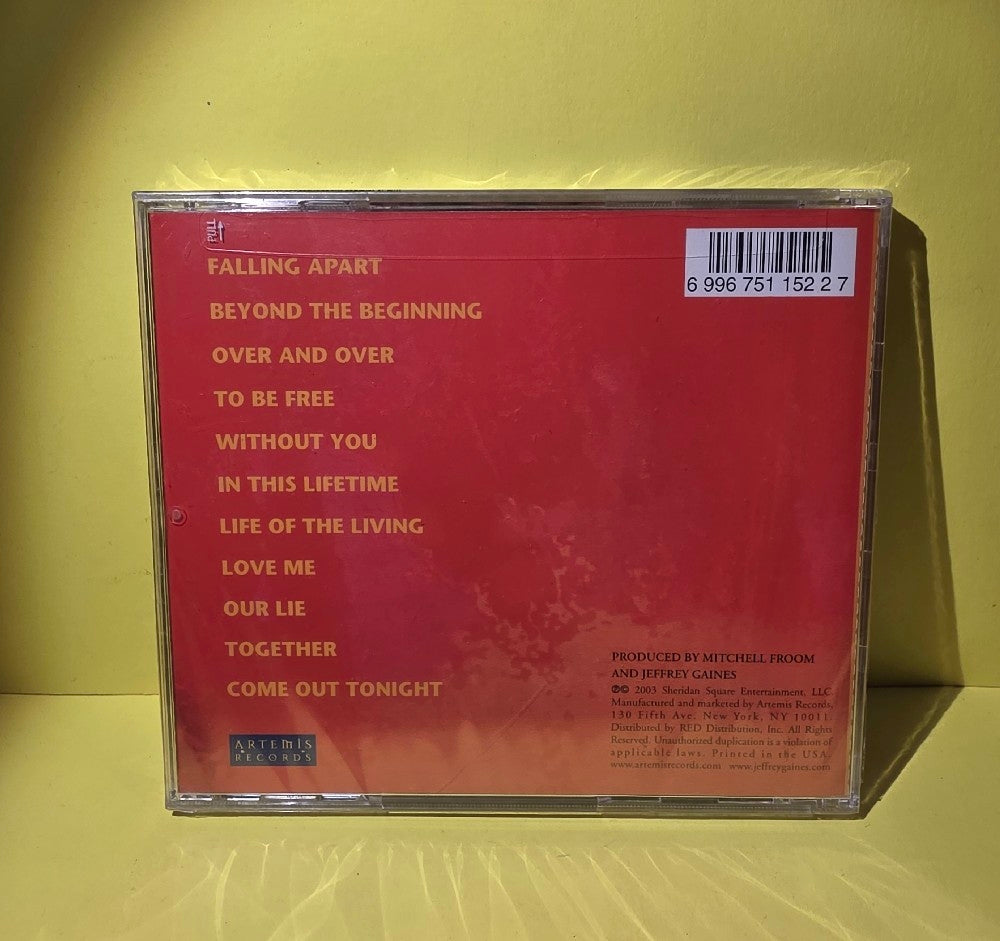 PULL
FALLING APART
6 996 751 152 2 7
BEYOND THE BEGINNING
OVER AND OVER
TO BE FREE
WITHOUT YOU
IN THIS LIFETIME
LIFE OF THE LIVING
LOVE ME
OUR LIE
TOGETHER
COME OUT TONIGHT
ARTEMIS
RECORDS
PRODUCED BY MITCHELL FROOM
AND JEFFREY GAINES
℗© 2003 Sheridan Square Entertainment, LLC.
Manufactured and marketed by Artemis Records,
130 Fifth Ave. New York, NY 10011.
Distributed by RED Distribution, Inc. All Rights
Reserved. Unauthorized duplication is a violation of
applicable laws. Printed in the USA.
www.artemisrecords.com www.jeffreygaines.com